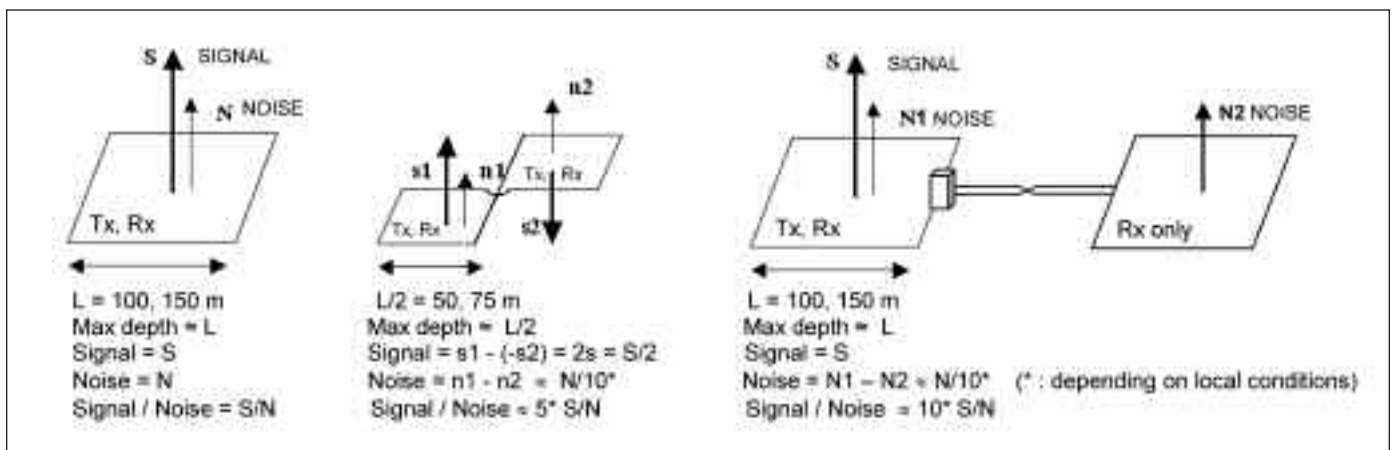 S SIGNAL
N NOISE
Tx, Rx
L = 100, 150 m
Max depth ≈ L
Signal = S
Noise = N
Signal / Noise = S/N
n2
s1
n1
Tx, Rx
Tx, Rx
s2
L/2 = 50, 75 m
Max depth ≈ L/2
Signal = s1 - (-s2) = 2s = S/2
Noise = n1 - n2 ≈ N/10*
Signal / Noise ≈ 5* S/N
S SIGNAL
N1 NOISE
N2 NOISE
Tx, Rx
Rx only
L = 100, 150 m
Max depth ≈ L
Signal = S
Noise = N1 – N2 ≈ N/10* (* : depending on local conditions)
Signal / Noise ≈ 10* S/N